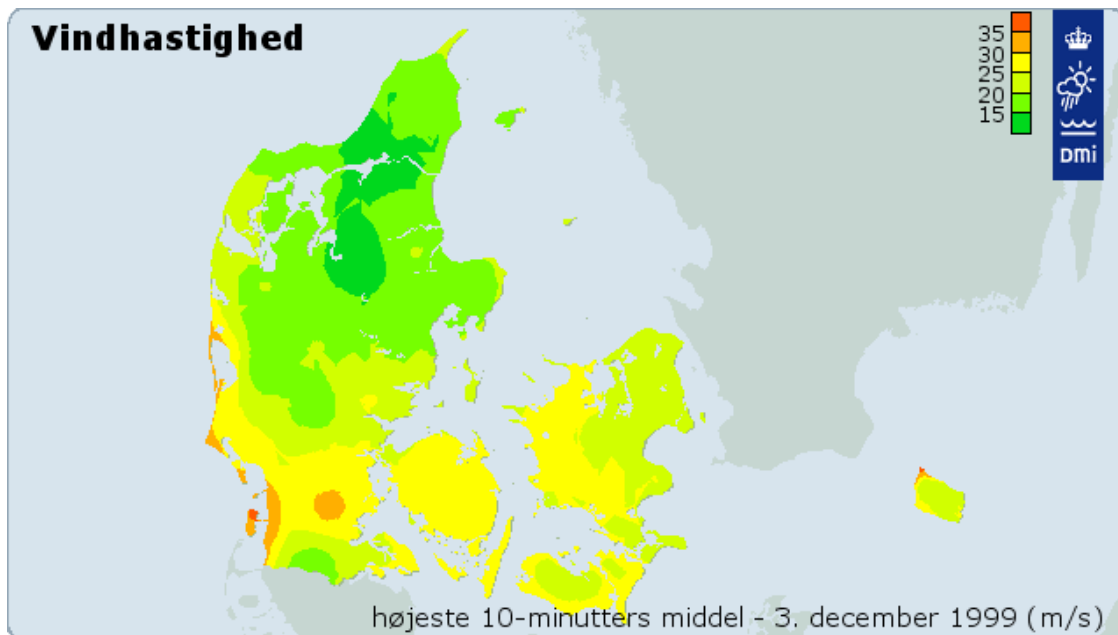 Vindhastighed
35
30
25
20
15
DMI
højeste 10-minutters middel - 3. december 1999 (m/s)